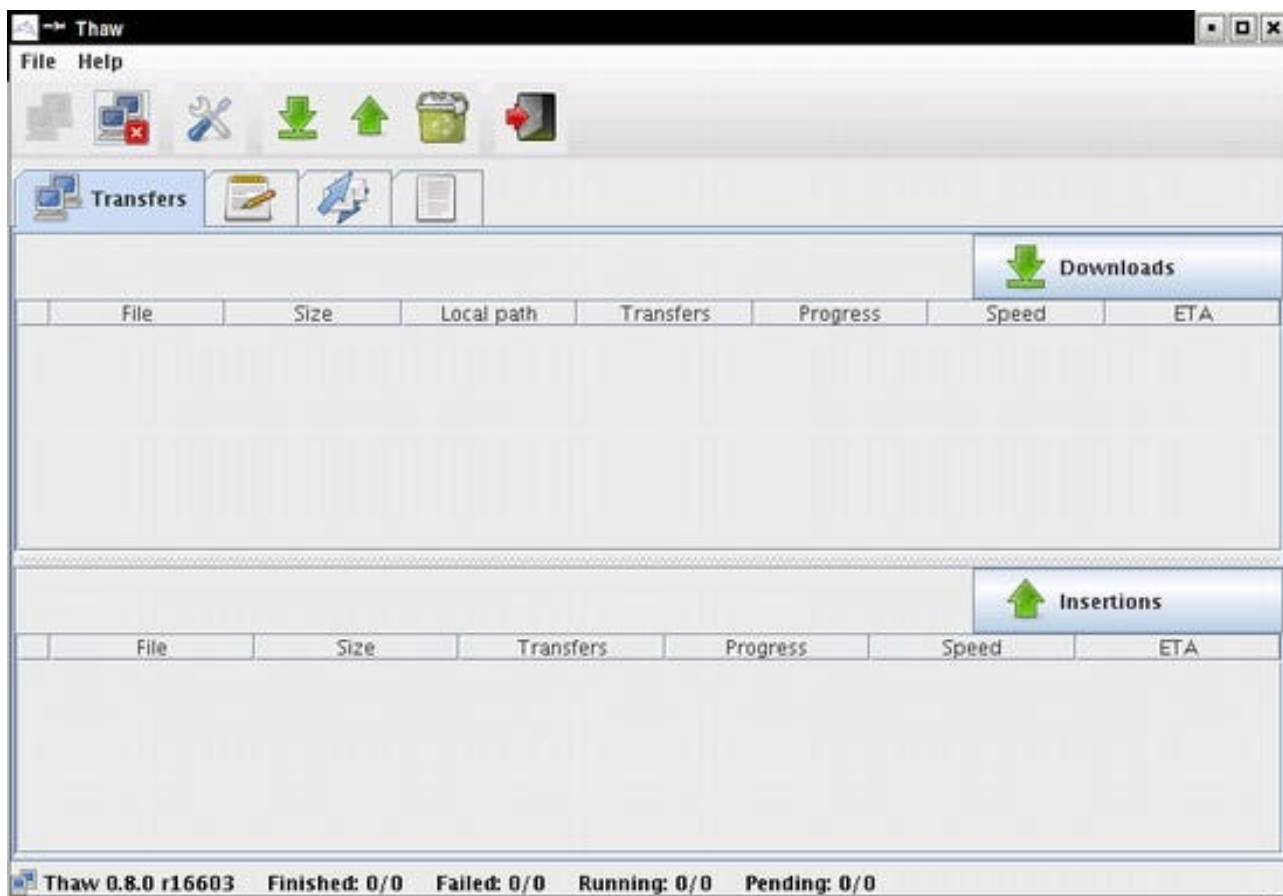 Thaw
File Help
Transfers
Downloads
File Size Local path Transfers Progress Speed ETA
Insertions
File Size Transfers Progress Speed ETA
Thaw 0.8.0 r16603 Finished: 0/0 Failed: 0/0 Running: 0/0 Pending: 0/0